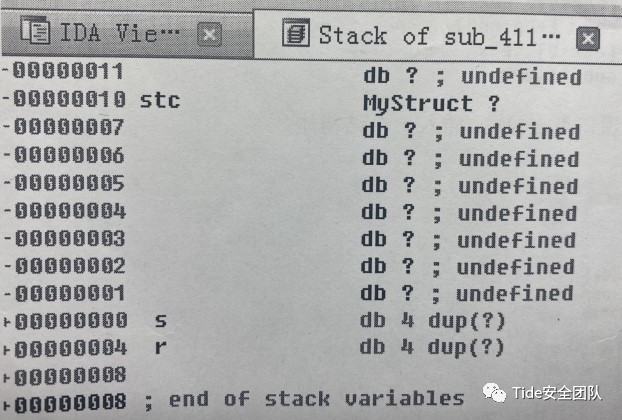 IDA Vie… Stack of sub_411…
-00000011 db ? ; undefined
-00000010 stc MyStruct ?
-00000007 db ? ; undefined
-00000006 db ? ; undefined
-00000005 db ? ; undefined
-00000004 db ? ; undefined
-00000003 db ? ; undefined
-00000002 db ? ; undefined
-00000001 db ? ; undefined
+00000000 s db 4 dup(?)
+00000004 r db 4 dup(?)
+00000008
+00000008 ; end of stack variables
Tide安全团队